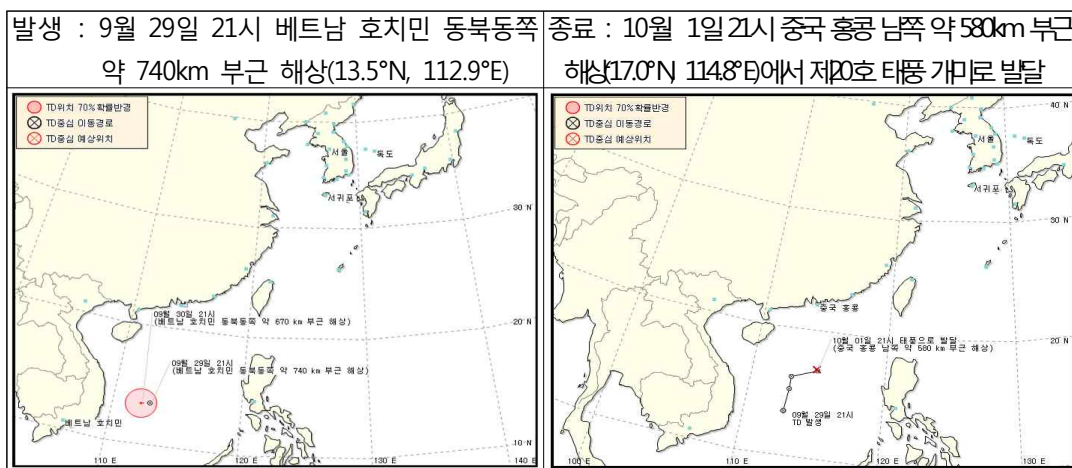 발생 : 9월 29일 21시 베트남 호치민 동북동쪽
약 740km 부근 해상(13.5°N, 112.9°E)
종료 : 10월 1일 21시 중국 홍콩 남쪽 약 580km 부근
해상(17.0°N, 114.8°E)에서 제20호 태풍 개미로 발달
TD위치 70%확률반경
TD중심 이동경로
TD중심 예상위치
서울
독도
서귀포
30 N
09월 30일 21시
(베트남 호치민 동북동쪽 약 670 km 부근 해상)
20 N
09월 29일 21시
(베트남 호치민 동북동쪽 약 740 km 부근 해상)
베트남 호치민
10 N
110 E
120 E
130 E
140 E
TD위치 70%확률반경
TD중심 이동경로
TD중심 예상위치
40 N
서울
독도
서귀포
30 N
중국 홍콩
10월 01일 21시 태풍으로 발달
(중국 홍콩 남쪽 약 580 km 부근 해상)
20 N
09월 29일 21시
TD 발생
10 N
100 E
110 E
120 E
130 E